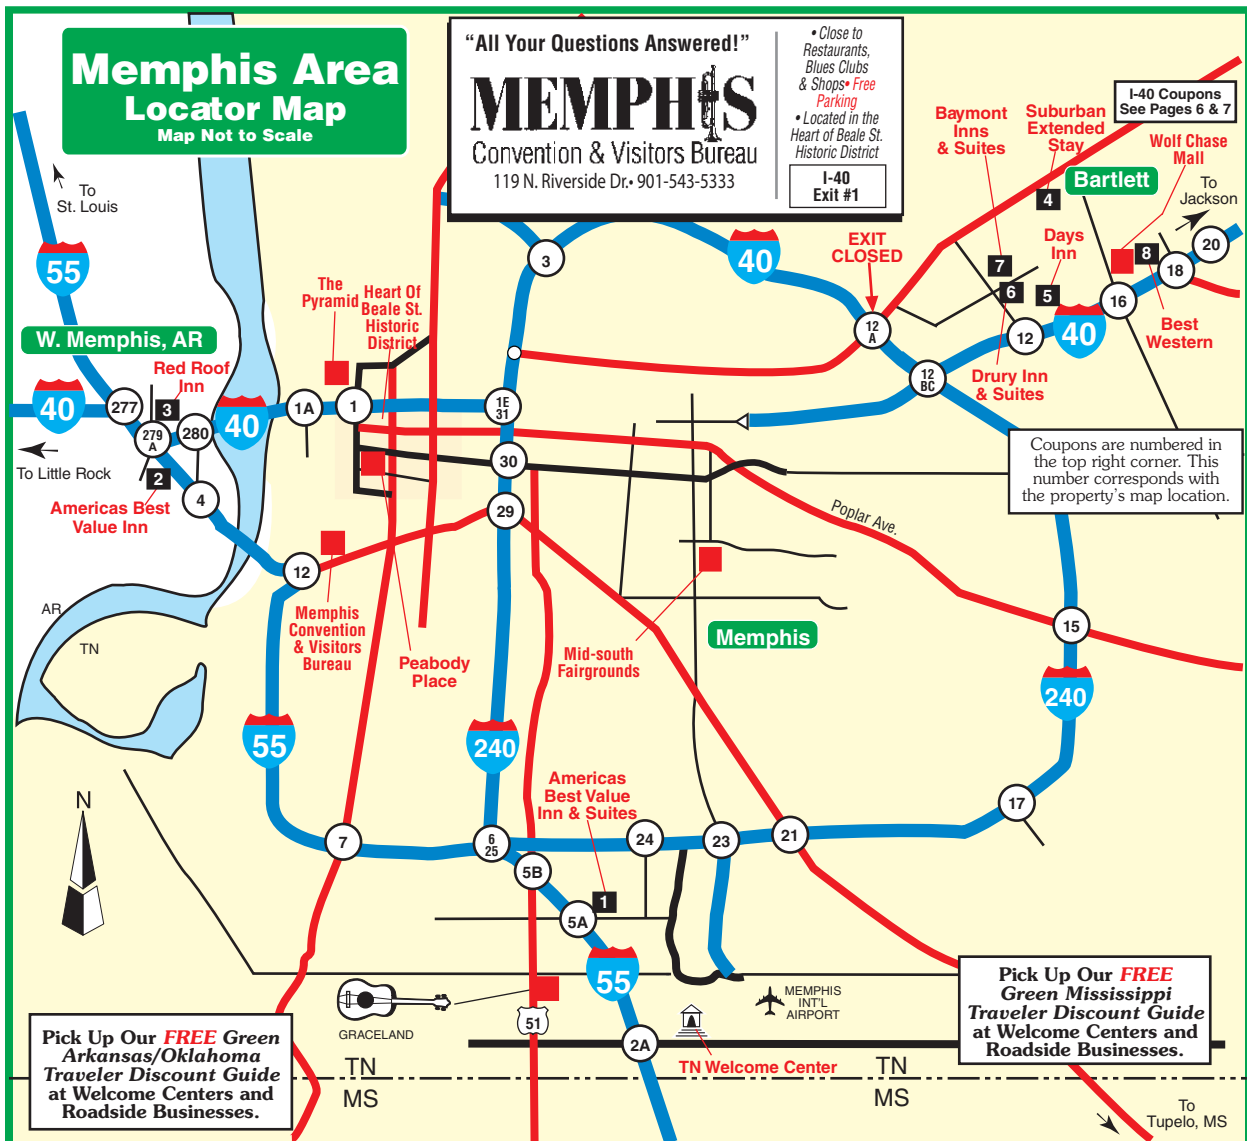 Memphis Area
Locator Map
Map Not to Scale
“All Your Questions Answered!”
MEMPHIS
Convention & Visitors Bureau
119 N. Riverside Dr.• 901-543-5333
• Close to
Restaurants,
Blues Clubs
& Shops• Free
Parking
• Located in the
Heart of Beale St.
Historic District
I-40
Exit #1
I-40 Coupons
See Pages 6 & 7
Baymont
Inns
& Suites
Suburban
Extended
Stay
Wolf Chase
Mall
Bartlett
To
Jackson
To
St. Louis
55
40
EXIT
CLOSED
Days
Inn
4
7
6
5
8
3
12
A
12
BC
12
40
16
18
20
Best
Western
Drury Inn
& Suites
The
Pyramid
Heart Of
Beale St.
Historic
District
W. Memphis, AR
Red Roof
Inn
40
277
3
279
A
280
40
1A
1
1E
31
To Little Rock
2
Americas Best
Value Inn
4
30
29
12
Coupons are numbered in
the top right corner. This
number corresponds with
the property's map location.
Poplar Ave.
AR
TN
Memphis
Convention
& Visitors
Bureau
Peabody
Place
Mid-south
Fairgrounds
Memphis
15
240
55
240
Americas
Best Value
Inn & Suites
17
N
7
6
25
24
23
21
5B
1
5A
55
GRACELAND
51
MEMPHIS
INT'L
AIRPORT
2A
TN Welcome Center
TN
MS
TN
MS
Pick Up Our FREE Green
Arkansas/Oklahoma
Traveler Discount Guide
at Welcome Centers and
Roadside Businesses.
Pick Up Our FREE
Green Mississippi
Traveler Discount Guide
at Welcome Centers and
Roadside Businesses.
To
Tupelo, MS